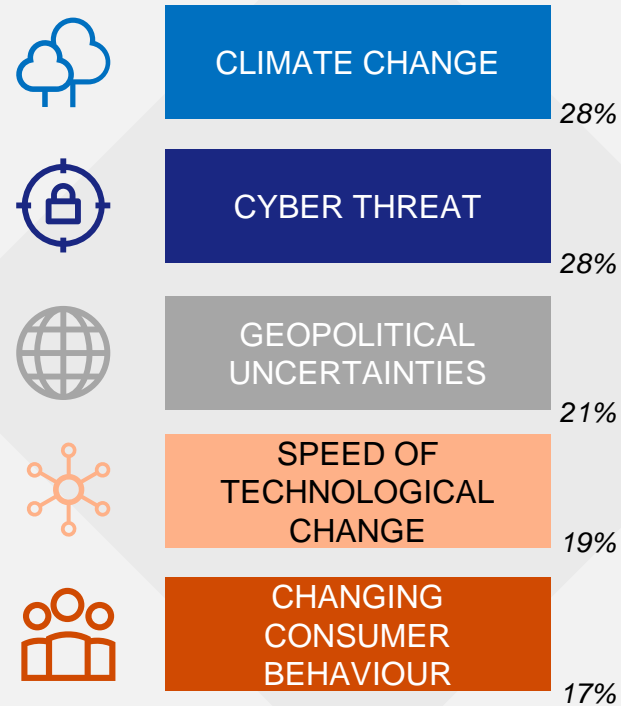 CLIMATE CHANGE
28%
CYBER THREAT
28%
GEOPOLITICAL
UNCERTAINTIES
21%
SPEED OF
TECHNOLOGICAL
CHANGE
19%
CHANGING
CONSUMER
BEHAVIOUR
17%